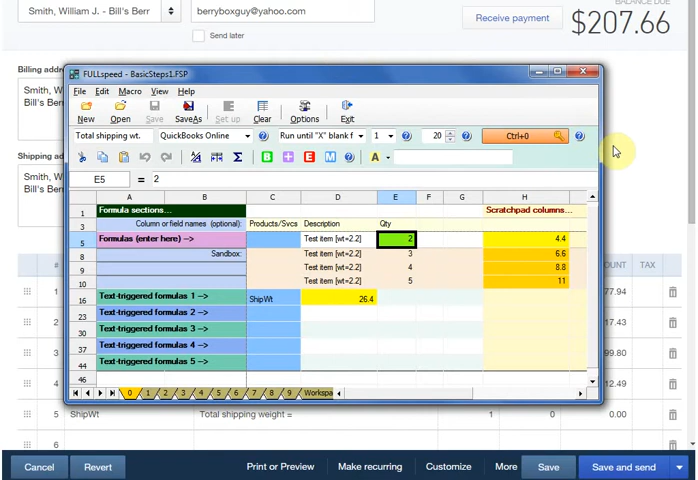 Smith, William J. - Bill's Berr
berryboxguy@yahoo.com
Receive payment
BALANCE DUE
$207.66
Send later
Billing addre
Smith, W
Bill's Ber
Shipping ad
Smith, W
Bill's Ber
FULLspeed - BasicSteps1.FSP
File Edit Macro View Help
New Open Save SaveAs Set up Clear Options Exit
Total shipping wt. QuickBooks Online Run until "X" blank f 1 20 Ctrl+0
B E M A
E5 = 2
A B C D E F G H
1 Formula sections... Scratchpad columns...
3 Column or field names (optional): Products/Svcs Description Qty
5 Formulas (enter here) --> Test item [wt=2.2] 2 4.4
8 Sandbox: Test item [wt=2.2] 3 6.6
9 Test item [wt=2.2] 4 8.8
10 Test item [wt=2.2] 5 11
16 Text-triggered formulas 1 --> ShipWt 26.4
23 Text-triggered formulas 2 -->
30 Text-triggered formulas 3 -->
37 Text-triggered formulas 4 -->
44 Text-triggered formulas 5 -->
46
0 1 2 3 4 5 6 7 8 9 Workspa
# OUNT TAX
1 77.94
2 17.43
3 99.80
4 12.49
5 ShipWt Total shipping weight = 1 0 0.00
6
Cancel Revert Print or Preview Make recurring Customize More Save Save and send